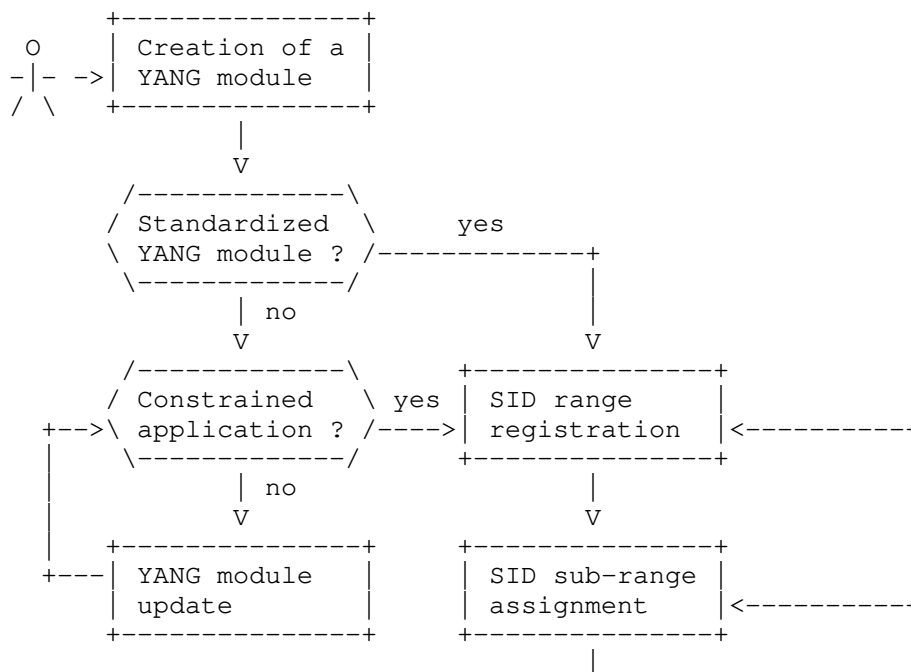 O
Creation of a
YANG module
Standardized
YANG module ?
yes
no
Constrained
application ?
yes
SID range
registration
no
YANG module
update
SID sub-range
assignment